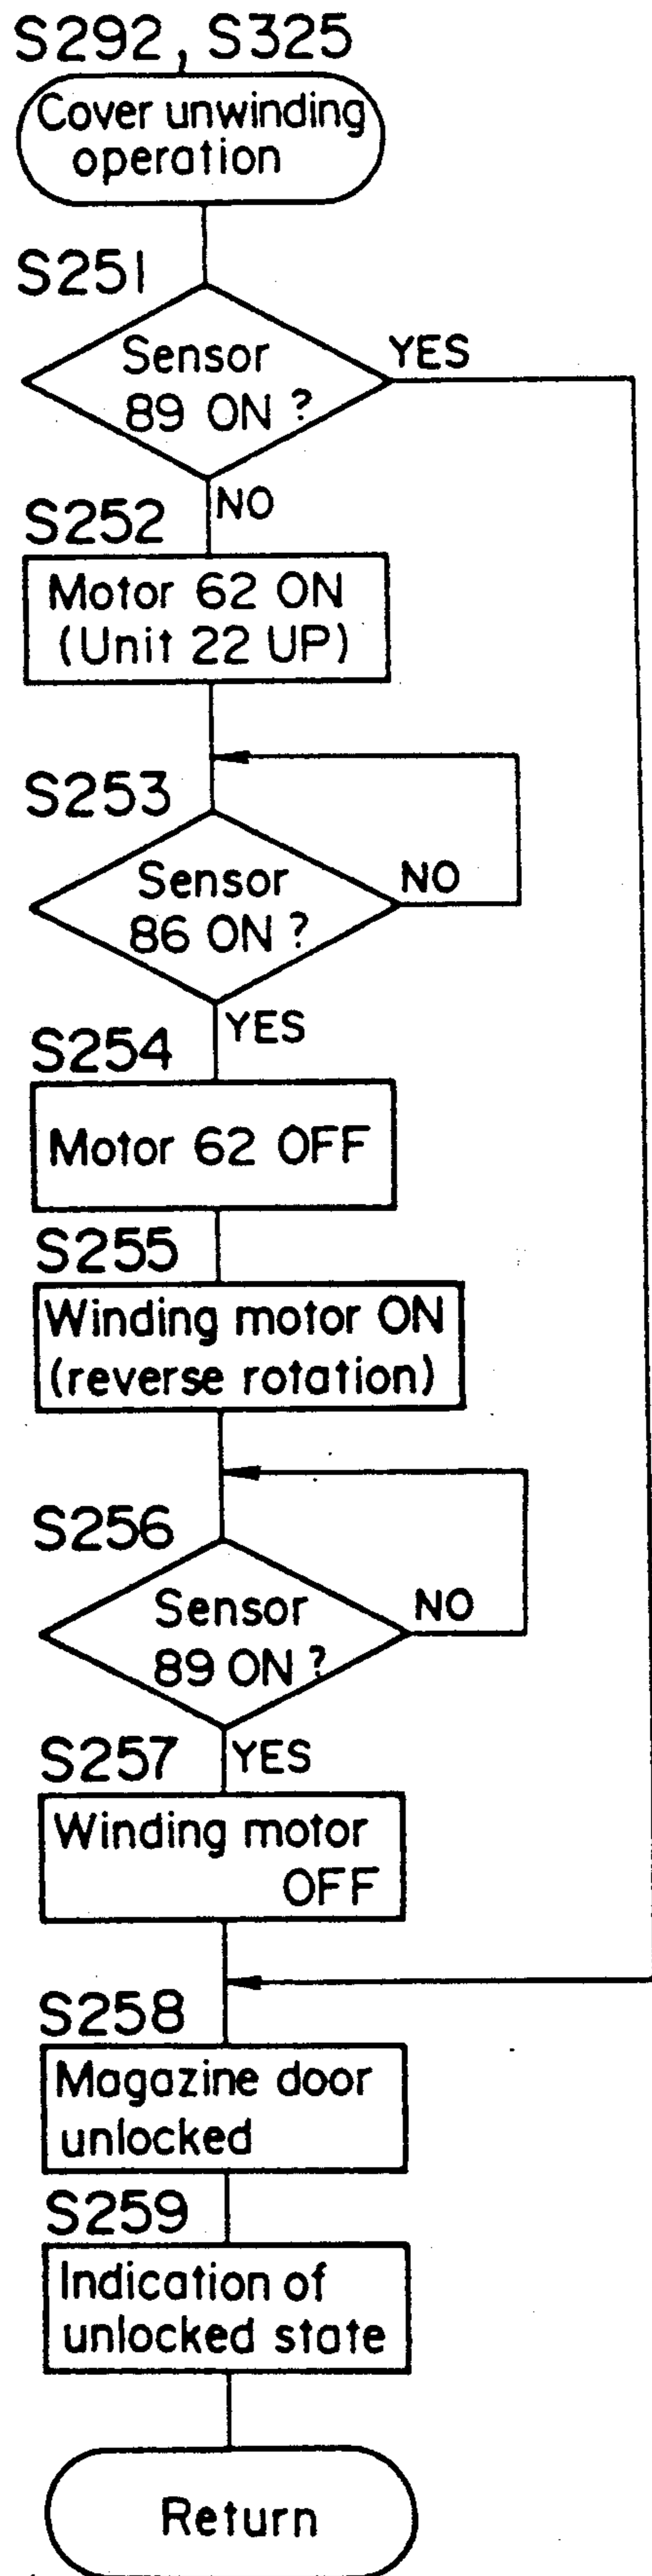 S292, S325
Cover unwinding
operation
S251
Sensor
89 ON ?
YES
NO
S252
Motor 62 ON
(Unit 22 UP)
S253
Sensor
86 ON ?
NO
YES
S254
Motor 62 OFF
S255
Winding motor ON
(reverse rotation)
S256
Sensor
89 ON ?
NO
YES
S257
Winding motor
OFF
S258
Magazine door
unlocked
S259
Indication of
unlocked state
Return